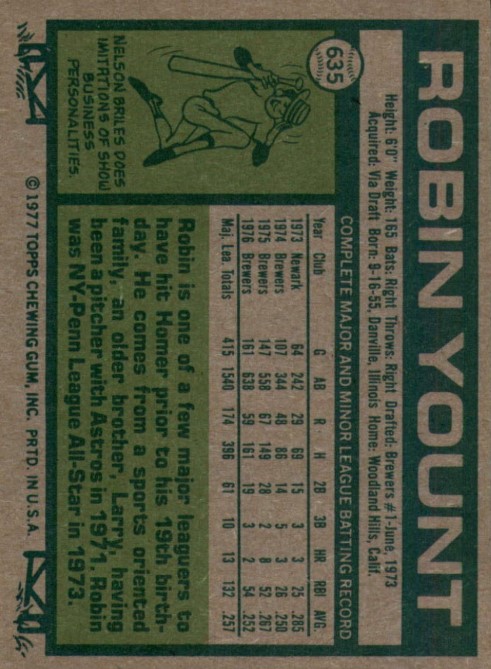 635
ROBIN YOUNT
Height: 6'0" Weight: 165 Bats: Right Throws: Right Drafted: Brewers #1-June, 1973
Acquired: Via Draft Born: 9-16-55, Danville, Illinois Home: Woodland Hills, Calif.
COMPLETE MAJOR AND MINOR LEAGUE BATTING RECORD
Year Club G AB R H 2B 3B HR RBI AVG
1973 Newark 64 242 29 69 15 3 3 25 .285
1974 Brewers 107 344 48 86 14 5 3 26 .250
1975 Brewers 147 558 67 149 28 2 8 52 .267
1976 Brewers 161 638 59 161 19 3 2 54 .252
Maj. Lea. Totals 415 1540 174 396 61 10 13 132 .257
NELSON BRILES DOES
IMITATIONS OF SHOW
BUSINESS
PERSONALITIES.
Robin is one of a few major leaguers to
have hit Homer prior to his 19th birth-
day. He comes from a sports oriented
family, an older brother, Larry, having
been a pitcher with Astros in 1971. Robin
was NY-Penn League All-Star in 1973.
© 1977 TOPPS CHEWING GUM, INC. PRTD. IN U.S.A.